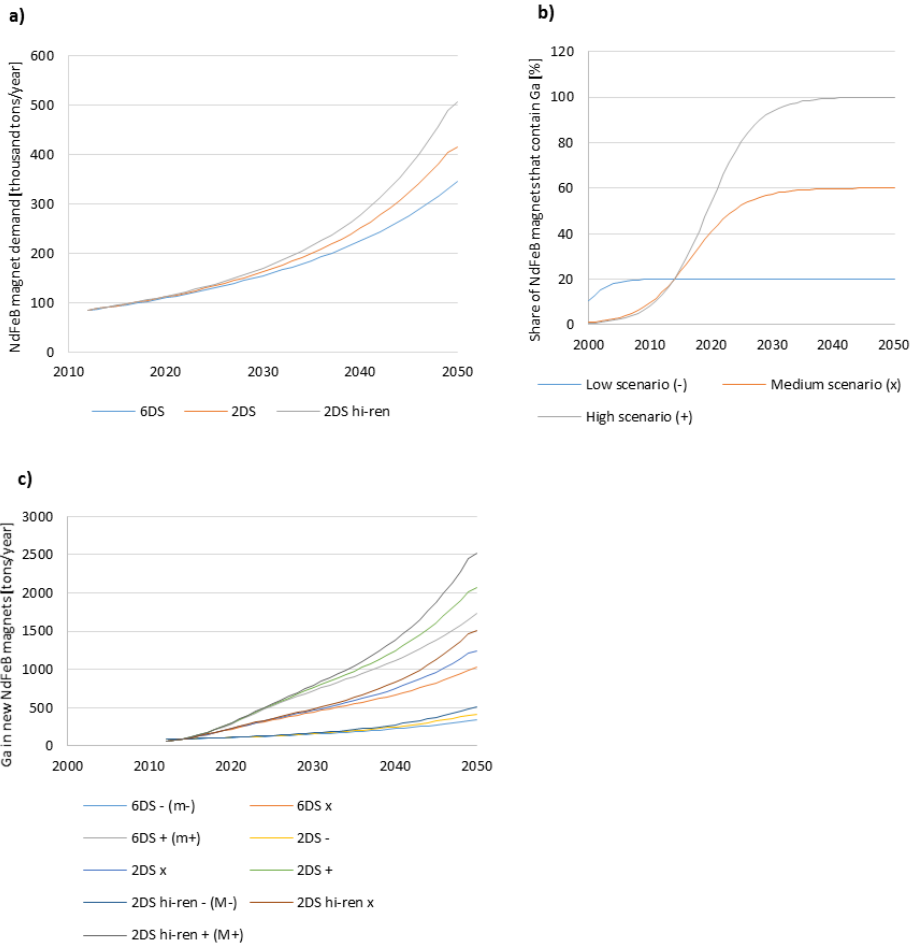 a)
NdFeB magnet demand [thousand tons/year]
600
500
400
300
200
100
0
2010 2020 2030 2040 2050
6DS 2DS 2DS hi-ren
b)
Share of NdFeB magnets that contain Ga [%]
120
100
80
60
40
20
0
2000 2010 2020 2030 2040 2050
Low scenario (-) Medium scenario (x)
High scenario (+)
c)
Ga in new NdFeB magnets [tons/year]
3000
2500
2000
1500
1000
500
0
2000 2010 2020 2030 2040 2050
6DS - (m-) 6DS x
6DS + (m+) 2DS -
2DS x 2DS +
2DS hi-ren - (M-) 2DS hi-ren x
2DS hi-ren + (M+)